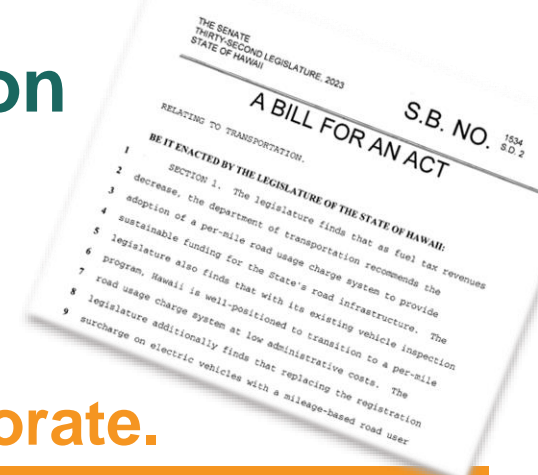 on
THE SENATE
THIRTY-SECOND LEGISLATURE, 2023
STATE OF HAWAII
S.B. NO. 1534
S.D. 2
A BILL FOR AN ACT
RELATING TO TRANSPORTATION.
BE IT ENACTED BY THE LEGISLATURE OF THE STATE OF HAWAII:
1 SECTION 1. The legislature finds that as fuel tax revenues
2 decrease, the department of transportation recommends the
3 adoption of a per-mile road usage charge system to provide
4 sustainable funding for the State's road infrastructure. The
5 legislature also finds that with its existing vehicle inspection
6 program, Hawaii is well-positioned to transition to a per-mile
7 road usage charge system at low administrative costs. The
8 legislature additionally finds that replacing the registration
9 surcharge on electric vehicles with a mileage-based road user
orate.